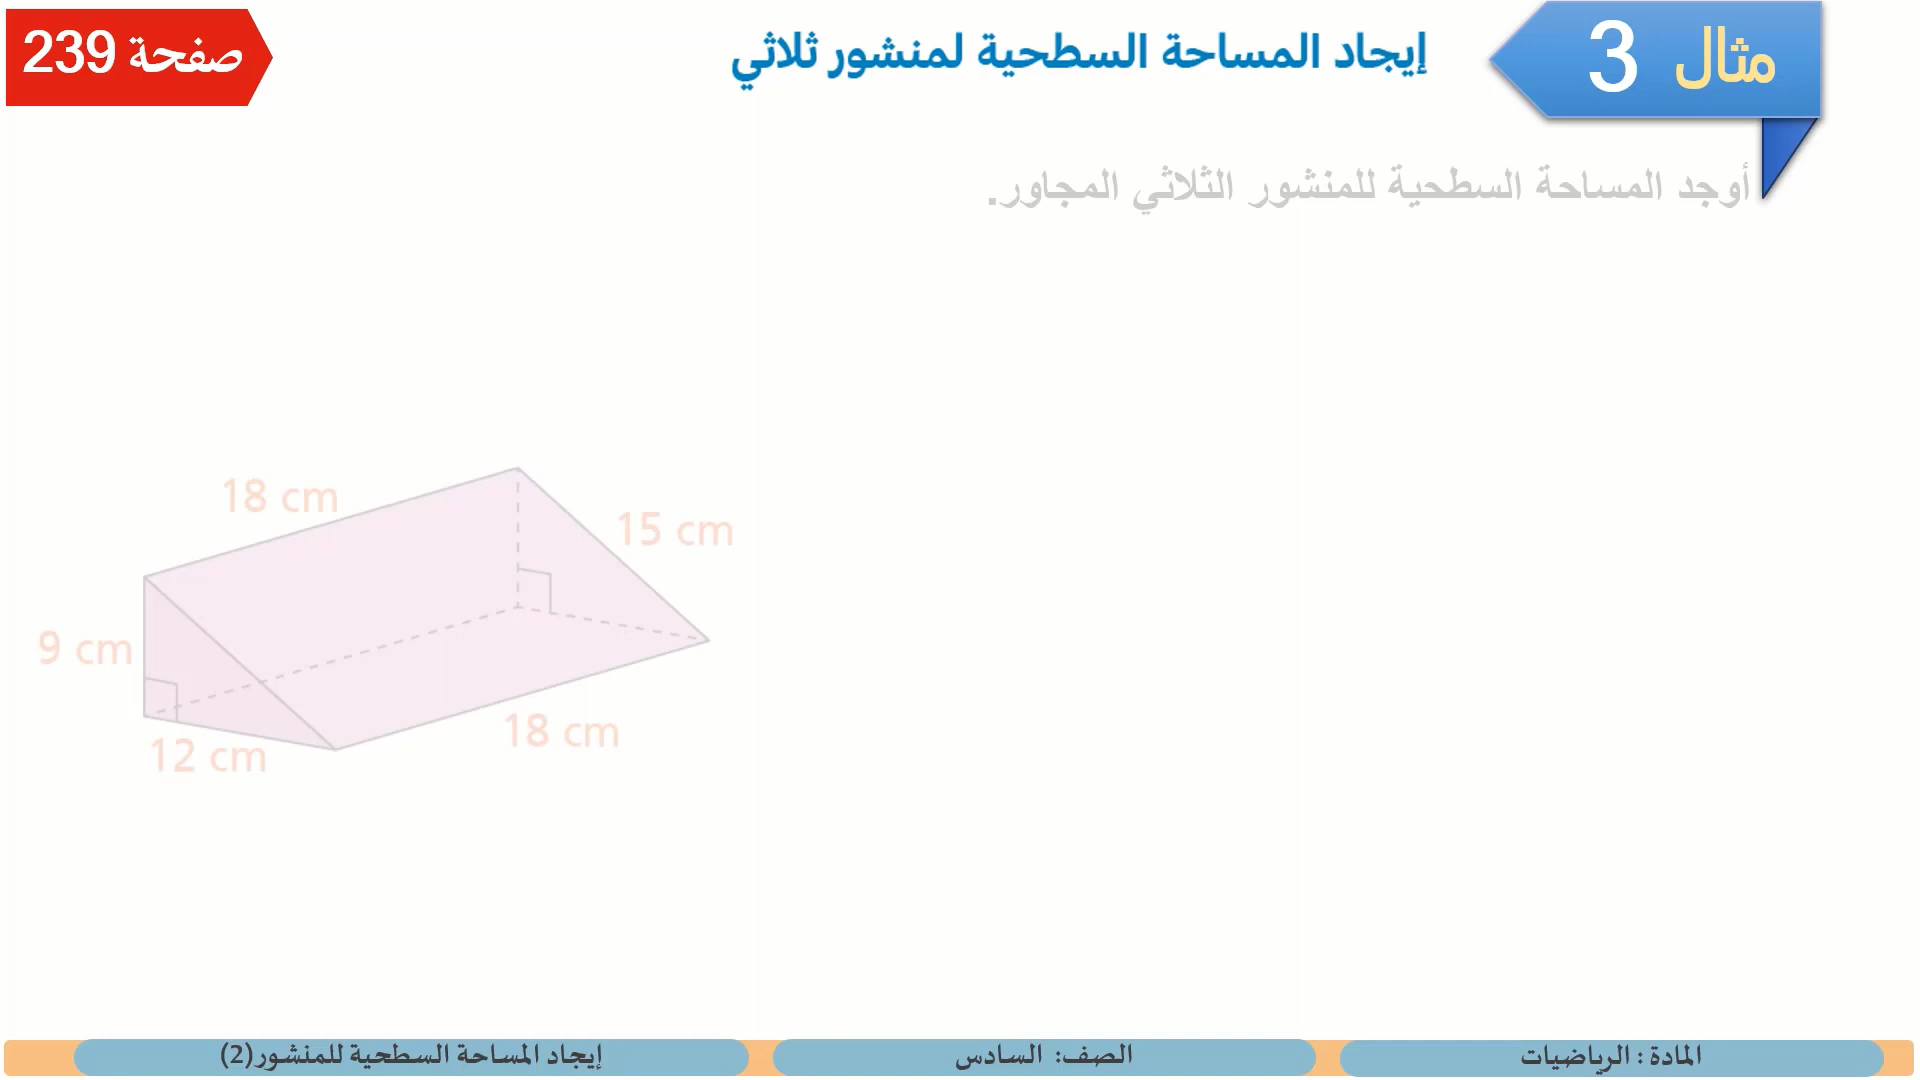 مثال 3
إيجاد المساحة السطحية لمنشور ثلاثي
صفحة 239
أوجد المساحة السطحية للمنشور الثلاثي المجاور.
18 cm
15 cm
9 cm
18 cm
12 cm
المادة : الرياضيات
الصف: السادس
إيجاد المساحة السطحية للمنشور(2)